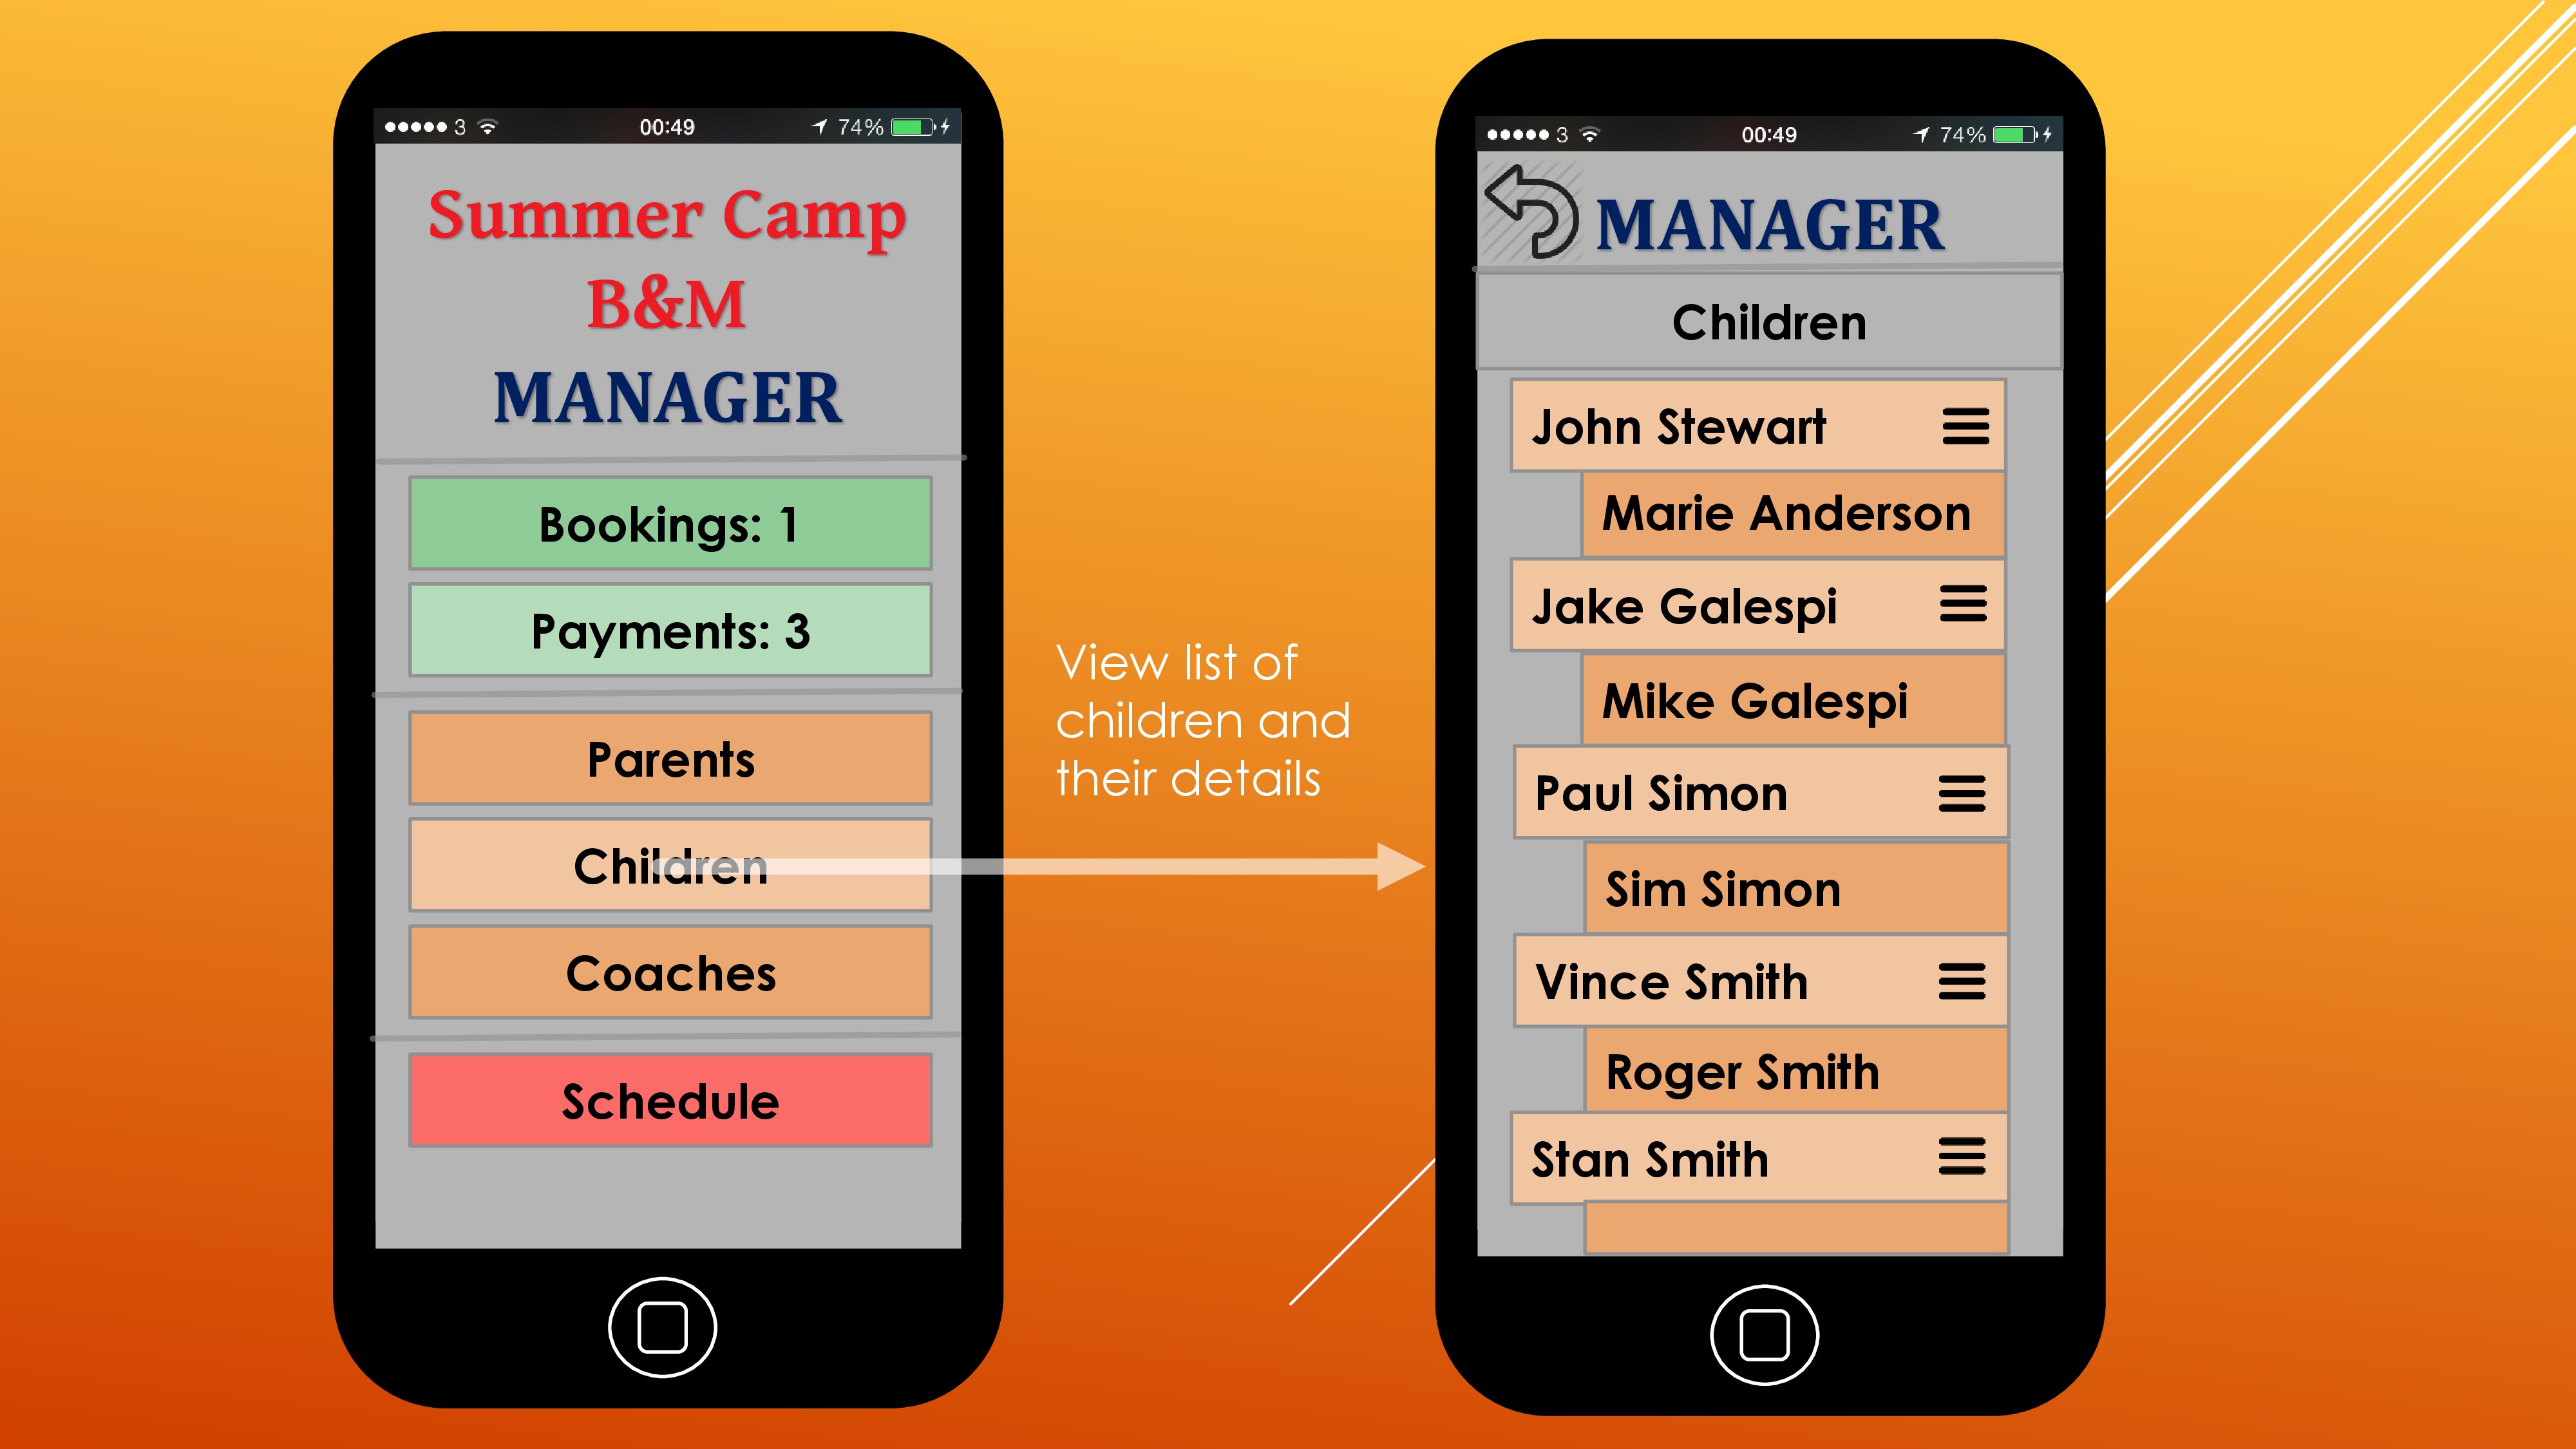 3 00:49 74%
Summer Camp
B&M
MANAGER
Bookings: 1
Payments: 3
Parents
Children
Coaches
Schedule
View list of
children and
their details
3 00:49 74%
MANAGER
Children
John Stewart
Marie Anderson
Jake Galespi
Mike Galespi
Paul Simon
Sim Simon
Vince Smith
Roger Smith
Stan Smith